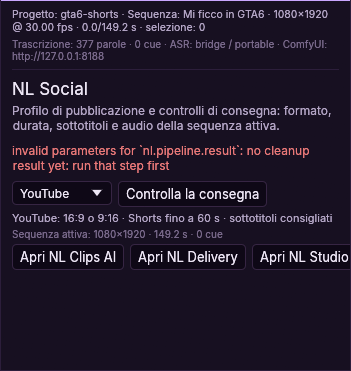 Progetto: gta6-shorts · Sequenza: Mi ficco in GTA6 · 1080×1920
@ 30.00 fps · 0.0/149.2 s · selezione: 0
Trascrizione: 377 parole · 0 cue · ASR: bridge / portable · ComfyUI:
http://127.0.0.1:8188
NL Social
Profilo di pubblicazione e controlli di consegna: formato,
durata, sottotitoli e audio della sequenza attiva.
invalid parameters for `nl.pipeline.result`: no cleanup
result yet: run that step first
YouTube
Controlla la consegna
YouTube: 16:9 o 9:16 · Shorts fino a 60 s · sottotitoli consigliati
Sequenza attiva: 1080×1920 · 149.2 s · 0 cue
Apri NL Clips AI
Apri NL Delivery
Apri NL Studio